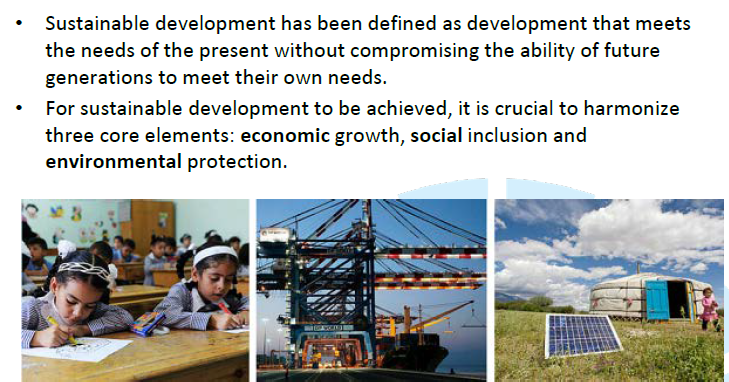 • Sustainable development has been defined as development that meets
the needs of the present without compromising the ability of future
generations to meet their own needs.
• For sustainable development to be achieved, it is crucial to harmonize
three core elements: economic growth, social inclusion and
environmental protection.
DP WORLD